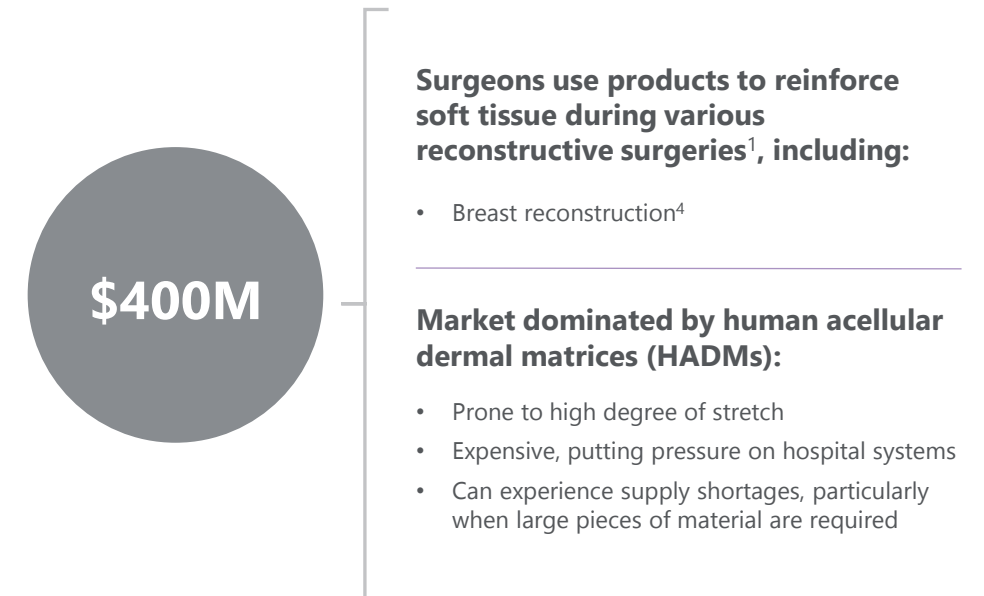 $400M
Surgeons use products to reinforce
soft tissue during various
reconstructive surgeries¹, including:
• Breast reconstruction⁴
Market dominated by human acellular
dermal matrices (HADMs):
• Prone to high degree of stretch
• Expensive, putting pressure on hospital systems
• Can experience supply shortages, particularly
when large pieces of material are required